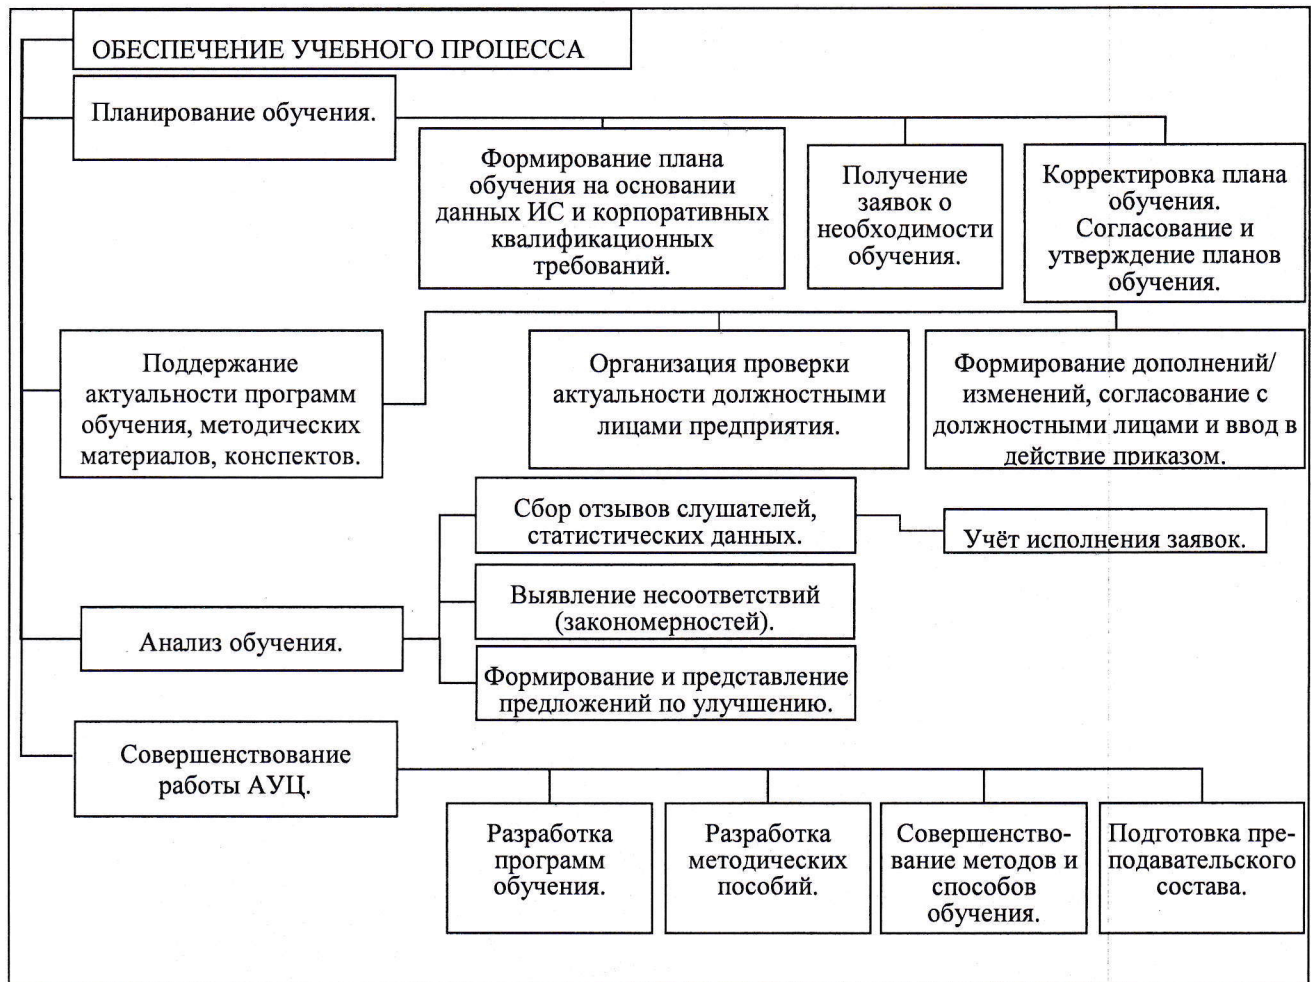 ОБЕСПЕЧЕНИЕ УЧЕБНОГО ПРОЦЕССА
Планирование обучения.
Формирование плана
обучения на основании
данных ИС и корпоративных
квалификационных
требований.
Получение
заявок о
необходимости
обучения.
Корректировка плана
обучения.
Согласование и
утверждение планов
обучения.
Поддержание
актуальности программ
обучения, методических
материалов, конспектов.
Организация проверки
актуальности должностными
лицами предприятия.
Формирование дополнений/
изменений, согласование с
должностными лицами и ввод в
действие приказом.
Сбор отзывов слушателей,
статистических данных.
Учёт исполнения заявок.
Выявление несоответствий
(закономерностей).
Анализ обучения.
Формирование и представление
предложений по улучшению.
Совершенствование
работы АУЦ.
Разработка
программ
обучения.
Разработка
методических
пособий.
Совершенство-
вание методов и
способов
обучения.
Подготовка пре-
подавательского
состава.